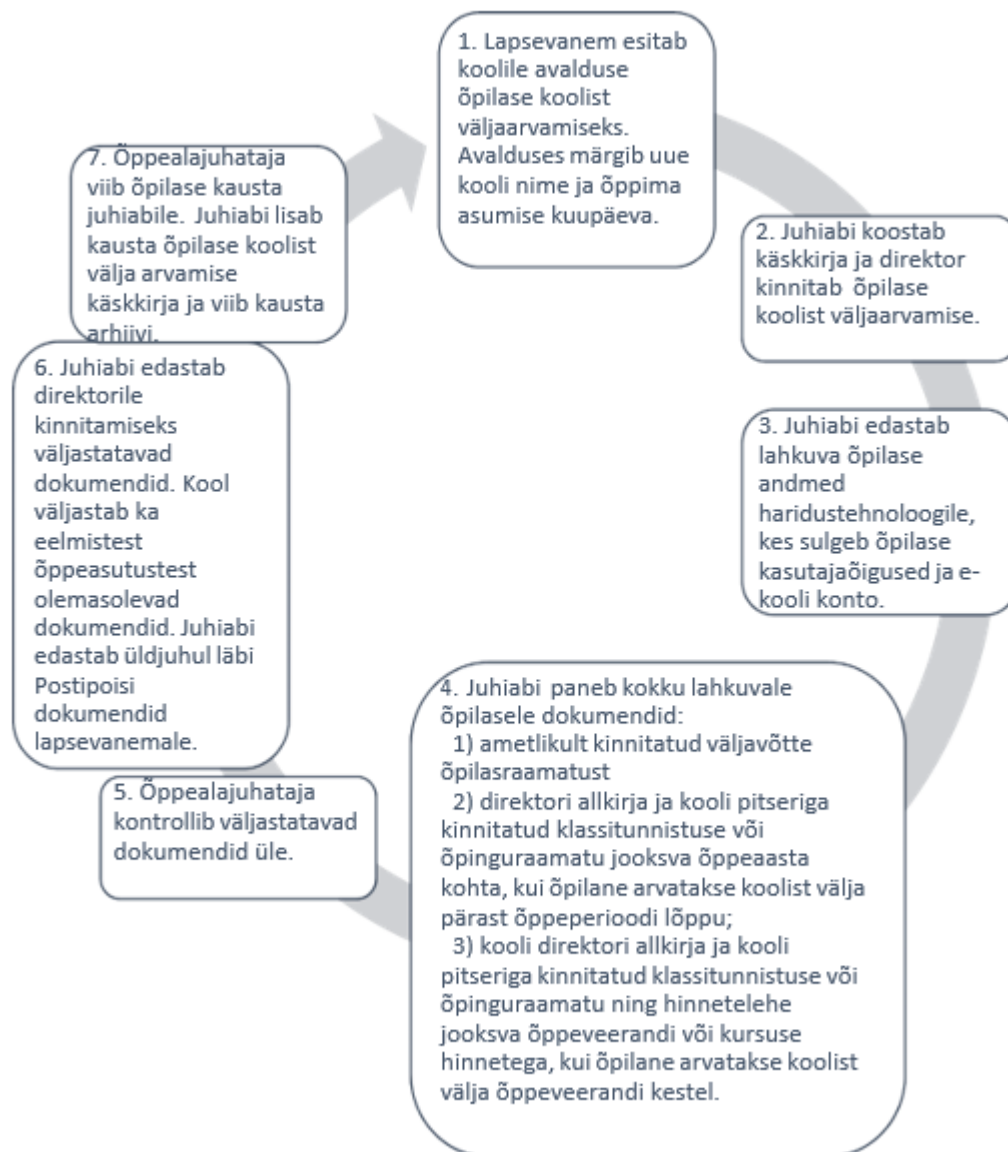 1. Lapsevanem esitab
koolile avalduse
õpilase koolist
väljaarvamiseks.
Avalduses märgib uue
kooli nime ja õppima
asumise kuupäeva.
2. Juhiabi koostab
käskkirja ja direktor
kinnitab õpilase
koolist väljaarvamise.
3. Juhiabi edastab
lahkuva õpilase
andmed
haridustehnoloogile,
kes sulgeb õpilase
kasutajaõigused ja e-
kooli konto.
4. Juhiabi paneb kokku lahkuvale
õpilasele dokumendid:
1) ametlikult kinnitatud väljavõtte
õpilasraamatust
2) direktori allkirja ja kooli pitseriga
kinnitatud klassitunnistuse või
õpinguraamatu jooksva õppeaasta
kohta, kui õpilane arvatakse koolist välja
pärast õppeperioodi lõppu;
3) kooli direktori allkirja ja kooli
pitseriga kinnitatud klassitunnistuse või
õpinguraamatu ning hinnetelehe
jooksva õppeveerandi või kursuse
hinnetega, kui õpilane arvatakse koolist
välja õppeveerandi kestel.
5. Õppealajuhataja
kontrollib väljastatavad
dokumendid üle.
6. Juhiabi edastab
direktorile
kinnitamiseks
väljastatavad
dokumendid. Kool
väljastab ka
eelmistest
õppeasutustest
olemasolevad
dokumendid. Juhiabi
edastab üldjuhul läbi
Postipoisi
dokumendid
lapsevanemale.
7. Õppealajuhataja
viib õpilase kausta
juhiabile. Juhiabi lisab
kausta õpilase koolist
välja arvamise
käskkirja ja viib kausta
arhiivi.